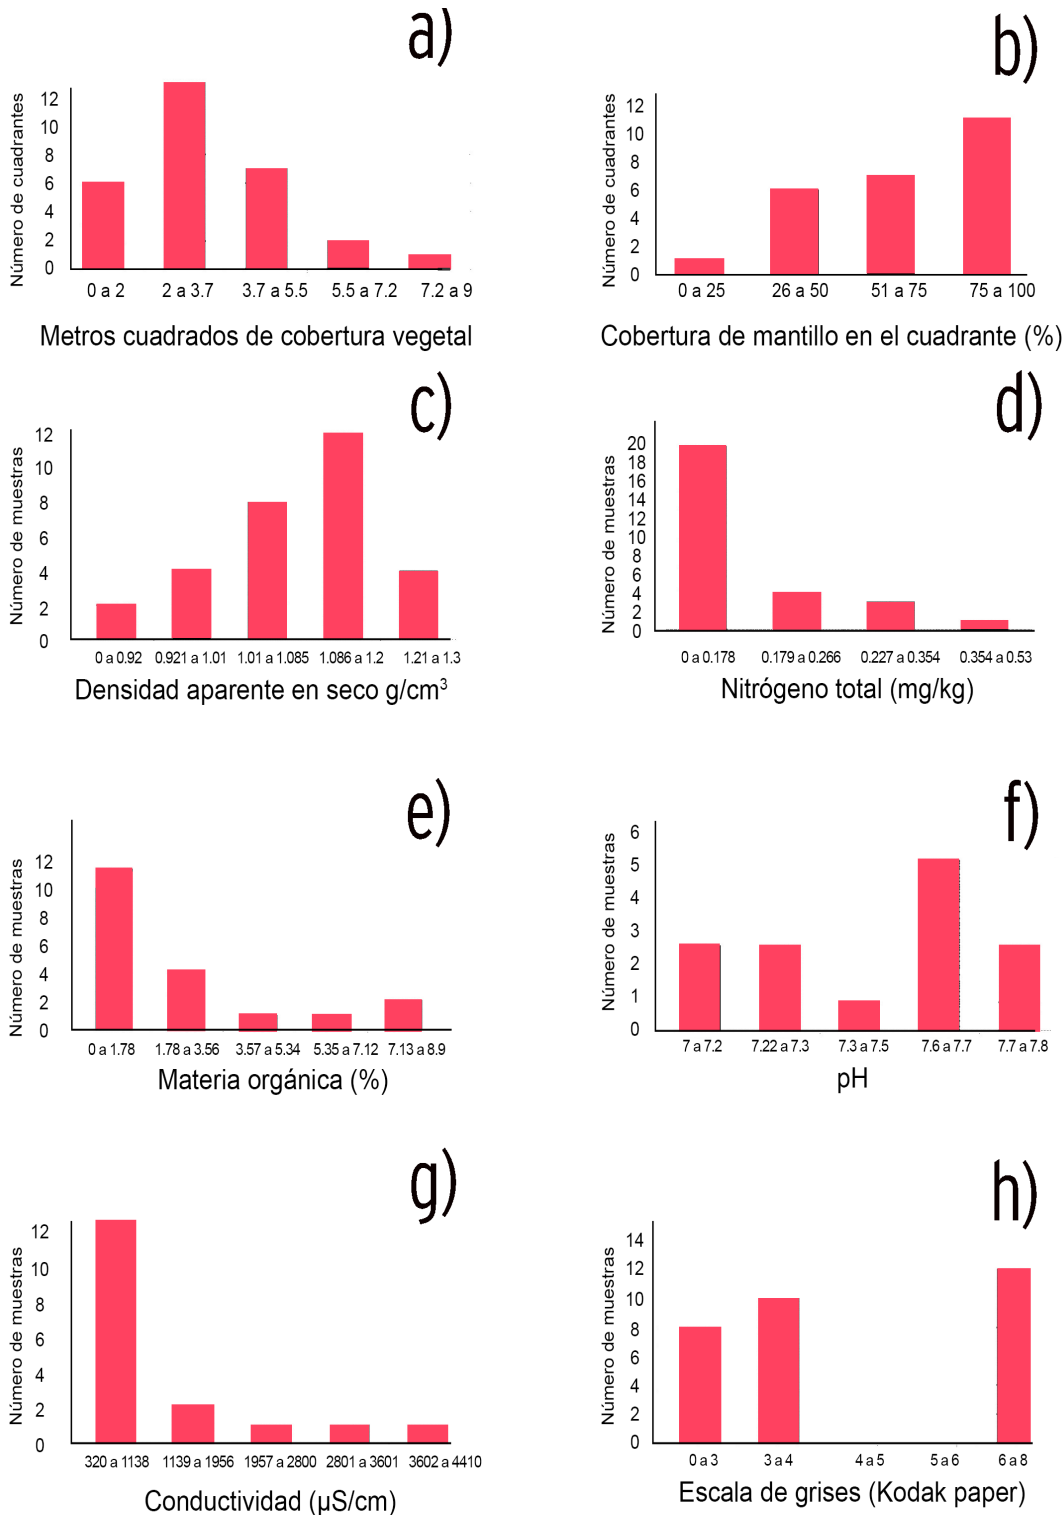 a)
Número de cuadrantes
12
10
8
6
4
2
0
0 a 2 2 a 3.7 3.7 a 5.5 5.5 a 7.2 7.2 a 9
Metros cuadrados de cobertura vegetal
b)
Número de cuadrantes
12
10
8
6
4
2
0
0 a 25 26 a 50 51 a 75 75 a 100
Cobertura de mantillo en el cuadrante (%)
c)
Número de muestras
12
10
8
6
4
2
0
0 a 0.92 0.921 a 1.01 1.01 a 1.085 1.086 a 1.2 1.21 a 1.3
Densidad aparente en seco g/cm³
d)
Número de muestras
20
18
16
14
12
10
8
6
4
2
0
0 a 0.178 0.179 a 0.266 0.227 a 0.354 0.354 a 0.53
Nitrógeno total (mg/kg)
e)
Número de muestras
12
10
8
6
4
2
0
0 a 1.78 1.78 a 3.56 3.57 a 5.34 5.35 a 7.12 7.13 a 8.9
Materia orgánica (%)
f)
Número de muestras
6
5
4
3
2
1
0
7 a 7.2 7.22 a 7.3 7.3 a 7.5 7.6 a 7.7 7.7 a 7.8
pH
g)
Número de muestras
12
10
8
6
4
2
0
320 a 1138 1139 a 1956 1957 a 2800 2801 a 3601 3602 a 4410
Conductividad (µS/cm)
h)
Número de muestras
14
12
10
8
6
4
2
0
0 a 3 3 a 4 4 a 5 5 a 6 6 a 8
Escala de grises (Kodak paper)